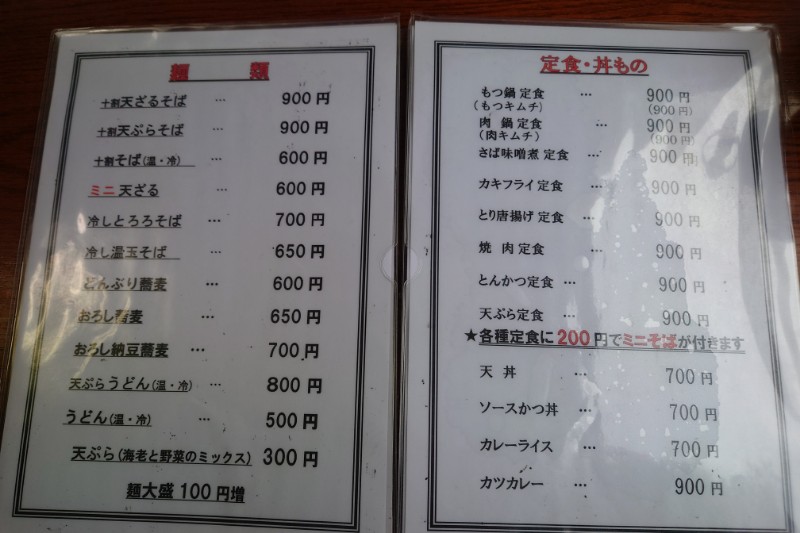 麺 類
十割天ざるそば … 900円
十割天ぷらそば … 900円
十割そば(温・冷) 600円
ミニ天ざる … 600円
冷しとろろそば … 700円
冷し温玉そば … 650円
どんぶり蕎麦 600円
おろし蕎麦 … 650円
おろし納豆蕎麦 … 700円
天ぷらうどん(温・冷) … 800円
うどん(温・冷) … 500円
天ぷら(海老と野菜のミックス) 300円
麺大盛100円増
定食・丼もの
もつ鍋定食 … 900円
(もつキムチ) (900円)
肉 鍋定食 … 900円
(肉キムチ) (900円)
さば味噌煮定食 … 900円
カキフライ定食 … 900円
とり唐揚げ定食 … 900円
焼 肉定食 … 900円
とんかつ定食 … 900円
天ぷら定食 … 900円
★各種定食に200円でミニそばが付きます
天 丼 … 700円
ソースかつ丼 … 700円
カレーライス … 700円
カツカレー … 900円